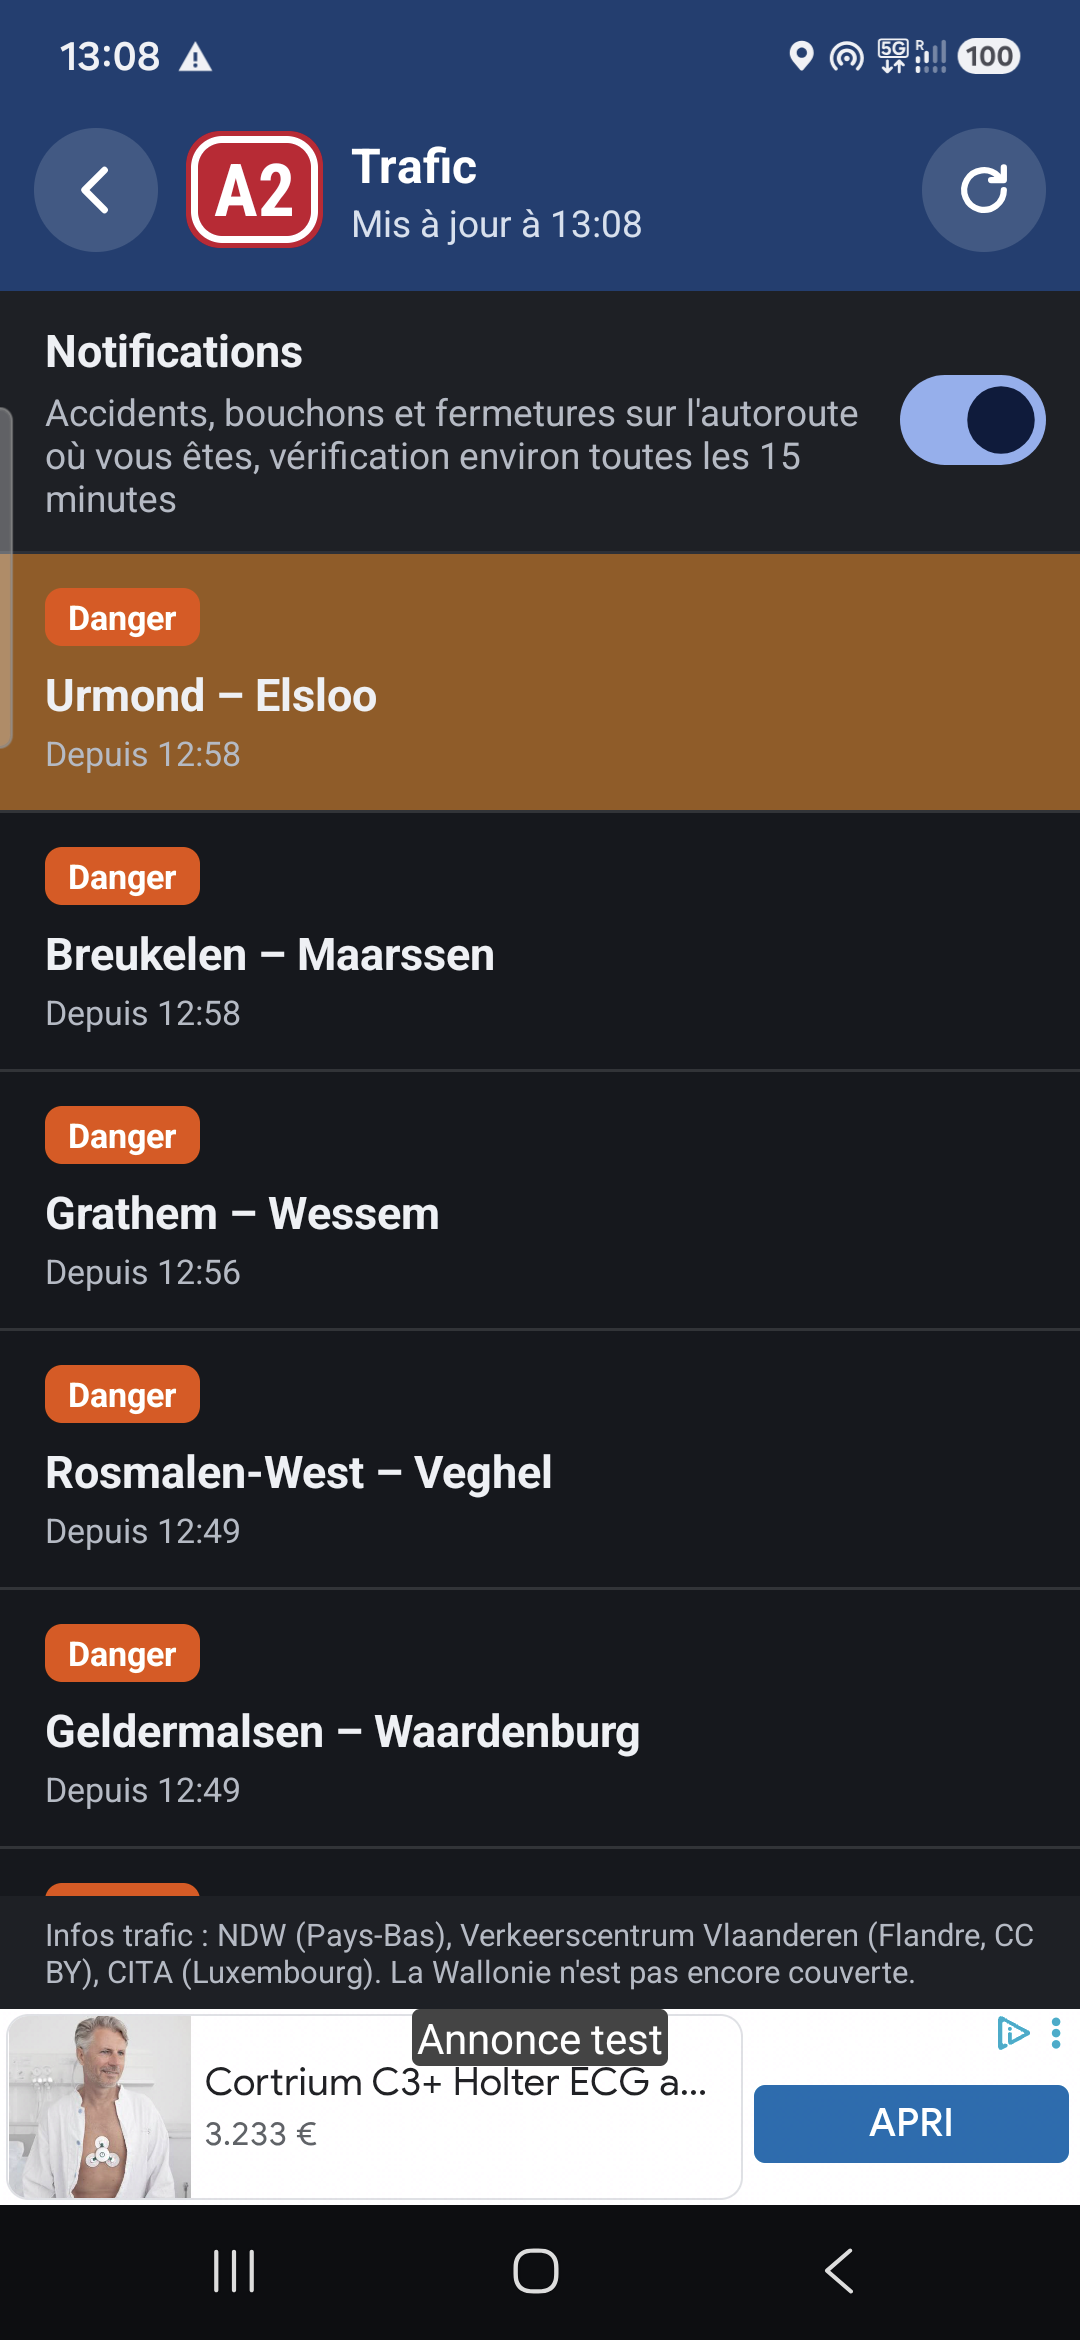 13:08
5G
R
100
A2
Trafic
Mis à jour à 13:08
Notifications
Accidents, bouchons et fermetures sur l'autoroute
où vous êtes, vérification environ toutes les 15
minutes
Danger
Urmond – Elsloo
Depuis 12:58
Danger
Breukelen – Maarssen
Depuis 12:58
Danger
Grathem – Wessem
Depuis 12:56
Danger
Rosmalen-West – Veghel
Depuis 12:49
Danger
Geldermalsen – Waardenburg
Depuis 12:49
Infos trafic : NDW (Pays-Bas), Verkeerscentrum Vlaanderen (Flandre, CC
BY), CITA (Luxembourg). La Wallonie n'est pas encore couverte.
Annonce test
Cortrium C3+ Holter ECG a...
3.233 €
APRI